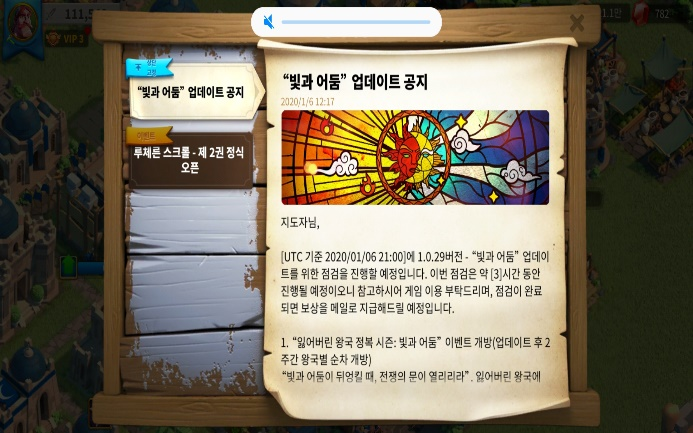 111,
VIP 3
1.1만
782
"빛과 어둠" 업데이트 공지
이벤트
루체른 스크롤 - 제 2권 정식
오픈
"빛과 어둠" 업데이트 공지
2020/1/6 12:17
지도자님,
[UTC 기준 2020/01/06 21:00]에 1.0.29버전 - "빛과 어둠" 업데이
트를 위한 점검을 진행할 예정입니다. 이번 점검은 약 [3]시간 동안
진행될 예정이오니 참고하시어 게임 이용 부탁드리며, 점검이 완료
되면 보상을 메일로 지급해드릴 예정입니다.
1. "잃어버린 왕국 정복 시즌: 빛과 어둠" 이벤트 개방(업데이트 후 2
주간 왕국별 순차 개방)
"빛과 어둠이 뒤엉킬 때, 전쟁의 문이 열리리라". 잃어버린 왕국에